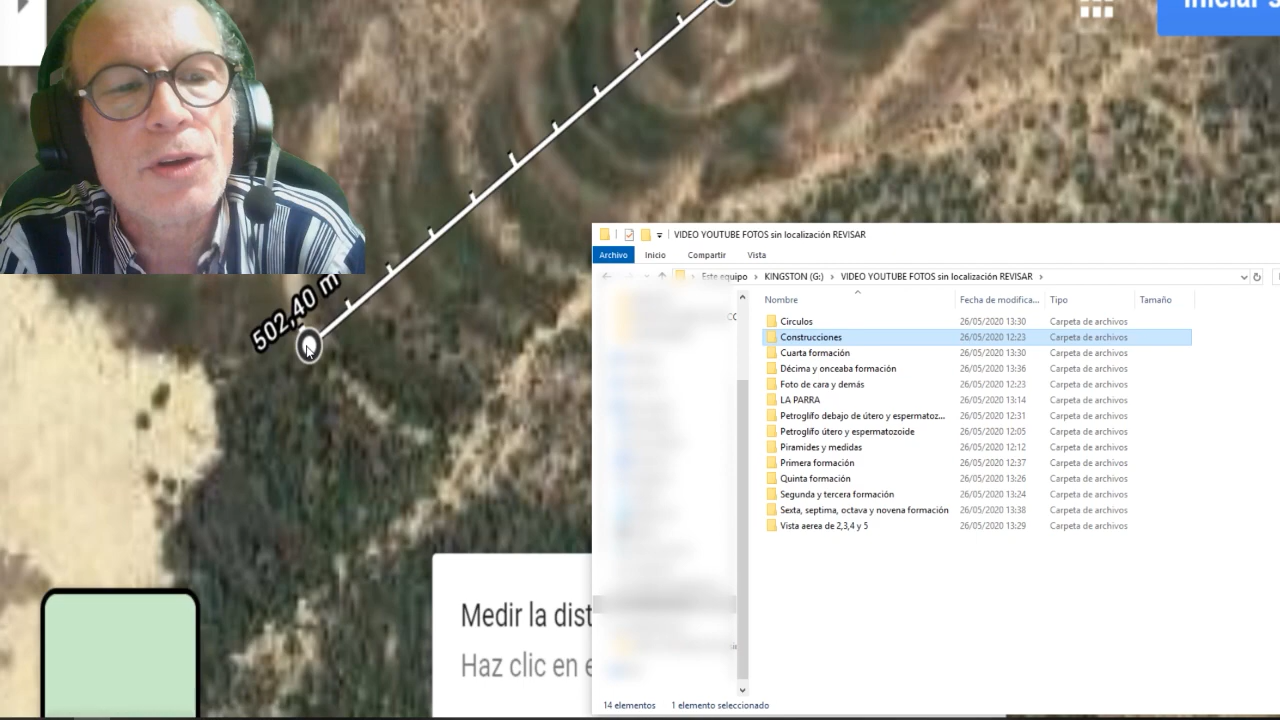 Iniciar s
502,40 m
VIDEO YOUTUBE FOTOS sin localización REVISAR
Archivo Inicio Compartir Vista
Este equipo > KINGSTON (G:) > VIDEO YOUTUBE FOTOS sin localización REVISAR >
Nombre Fecha de modifica... Tipo Tamaño
Circulos 26/05/2020 13:30 Carpeta de archivos
Construcciones 26/05/2020 12:23 Carpeta de archivos
Cuarta formación 26/05/2020 13:30 Carpeta de archivos
Décima y onceaba formación 26/05/2020 13:36 Carpeta de archivos
Foto de cara y demás 26/05/2020 12:23 Carpeta de archivos
LA PARRA 26/05/2020 13:14 Carpeta de archivos
Petroglifo debajo de útero y espermatoz... 26/05/2020 12:31 Carpeta de archivos
Petroglifo útero y espermatozoide 26/05/2020 12:05 Carpeta de archivos
Piramides y medidas 26/05/2020 12:12 Carpeta de archivos
Primera formación 26/05/2020 12:37 Carpeta de archivos
Quinta formación 26/05/2020 13:26 Carpeta de archivos
Segunda y tercera formación 26/05/2020 13:24 Carpeta de archivos
Sexta, septima, octava y novena formación 26/05/2020 13:38 Carpeta de archivos
Vista aerea de 2,3,4 y 5 26/05/2020 13:29 Carpeta de archivos
Medir la dist
Haz clic en e
14 elementos 1 elemento seleccionado